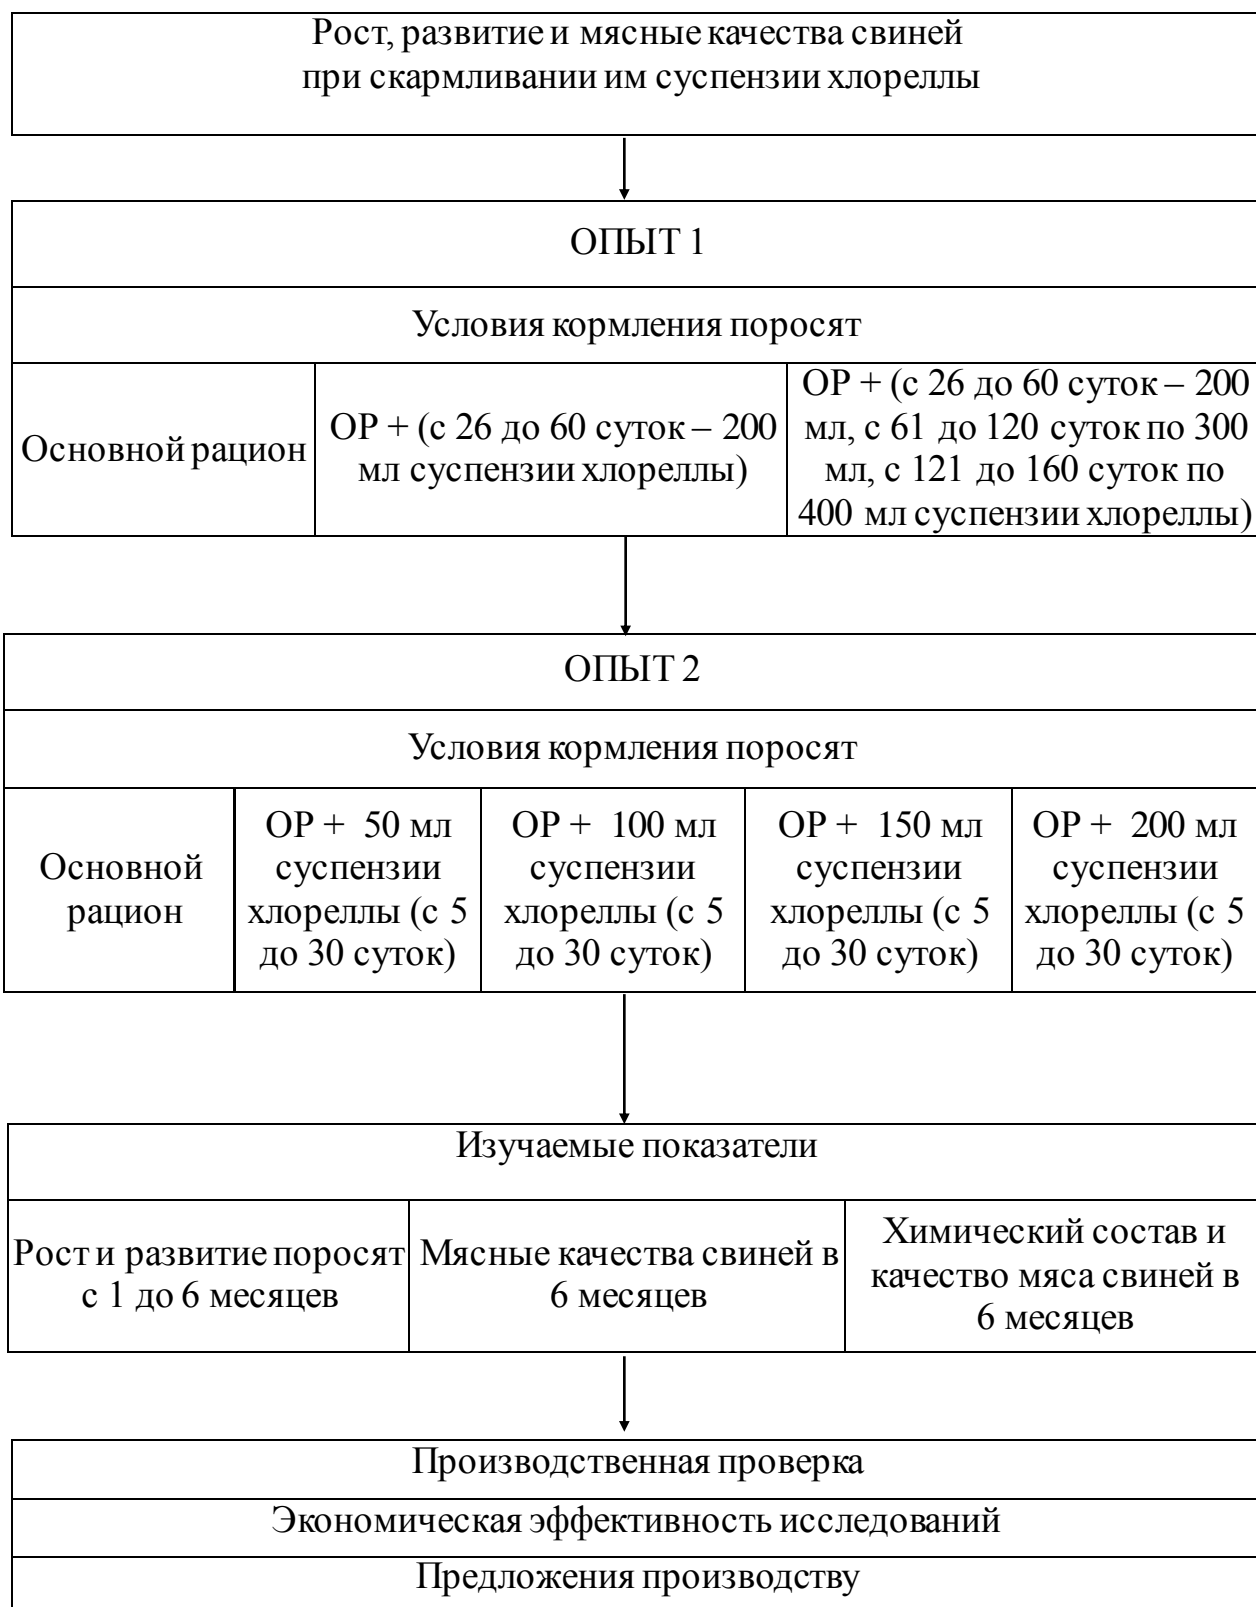 Рост, развитие и мясные качества свиней
при скармливании им суспензии хлореллы
ОПЫТ 1
Условия кормления поросят
Основной рацион
ОР + (с 26 до 60 суток – 200
мл суспензии хлореллы)
ОР + (с 26 до 60 суток – 200
мл, с 61 до 120 суток по 300
мл, с 121 до 160 суток по
400 мл суспензии хлореллы)
ОПЫТ 2
Условия кормления поросят
Основной
рацион
ОР + 50 мл
суспензии
хлореллы (с 5
до 30 суток)
ОР + 100 мл
суспензии
хлореллы (с 5
до 30 суток)
ОР + 150 мл
суспензии
хлореллы (с 5
до 30 суток)
ОР + 200 мл
суспензии
хлореллы (с 5
до 30 суток)
Изучаемые показатели
Рост и развитие поросят
с 1 до 6 месяцев
Мясные качества свиней в
6 месяцев
Химический состав и
качество мяса свиней в
6 месяцев
Производственная проверка
Экономическая эффективность исследований
Предложения производству